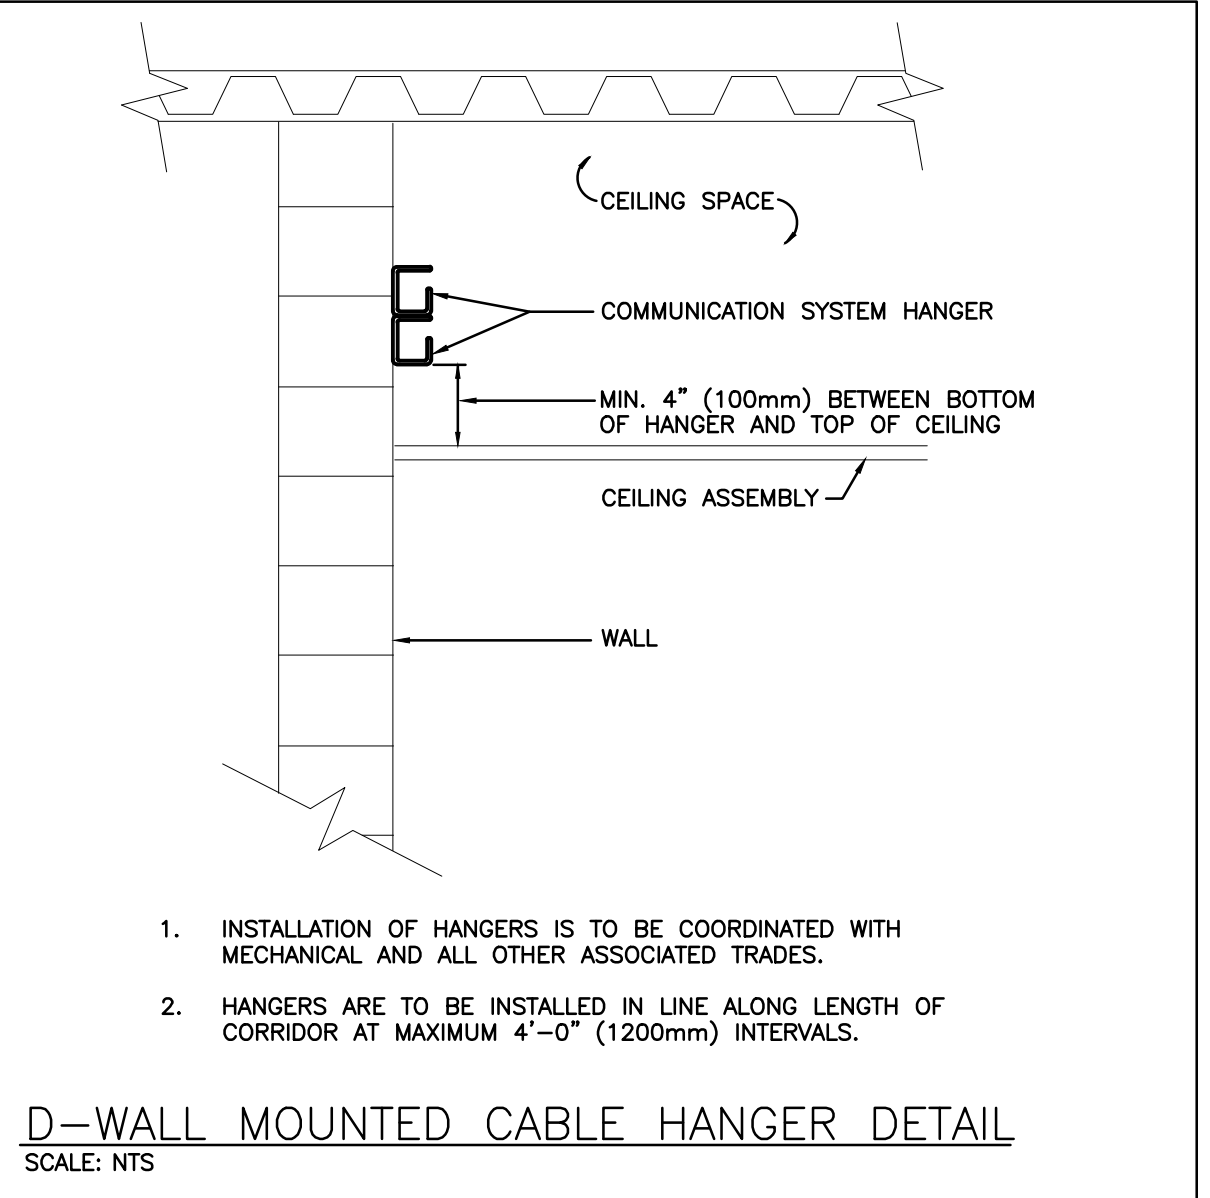 CEILING SPACE
COMMUNICATION SYSTEM HANGER
MIN. 4" (100mm) BETWEEN BOTTOM
OF HANGER AND TOP OF CEILING
CEILING ASSEMBLY
WALL
1. INSTALLATION OF HANGERS IS TO BE COORDINATED WITH
MECHANICAL AND ALL OTHER ASSOCIATED TRADES.
2. HANGERS ARE TO BE INSTALLED IN LINE ALONG LENGTH OF
CORRIDOR AT MAXIMUM 4'-0" (1200mm) INTERVALS.
D-WALL MOUNTED CABLE HANGER DETAIL
SCALE: NTS